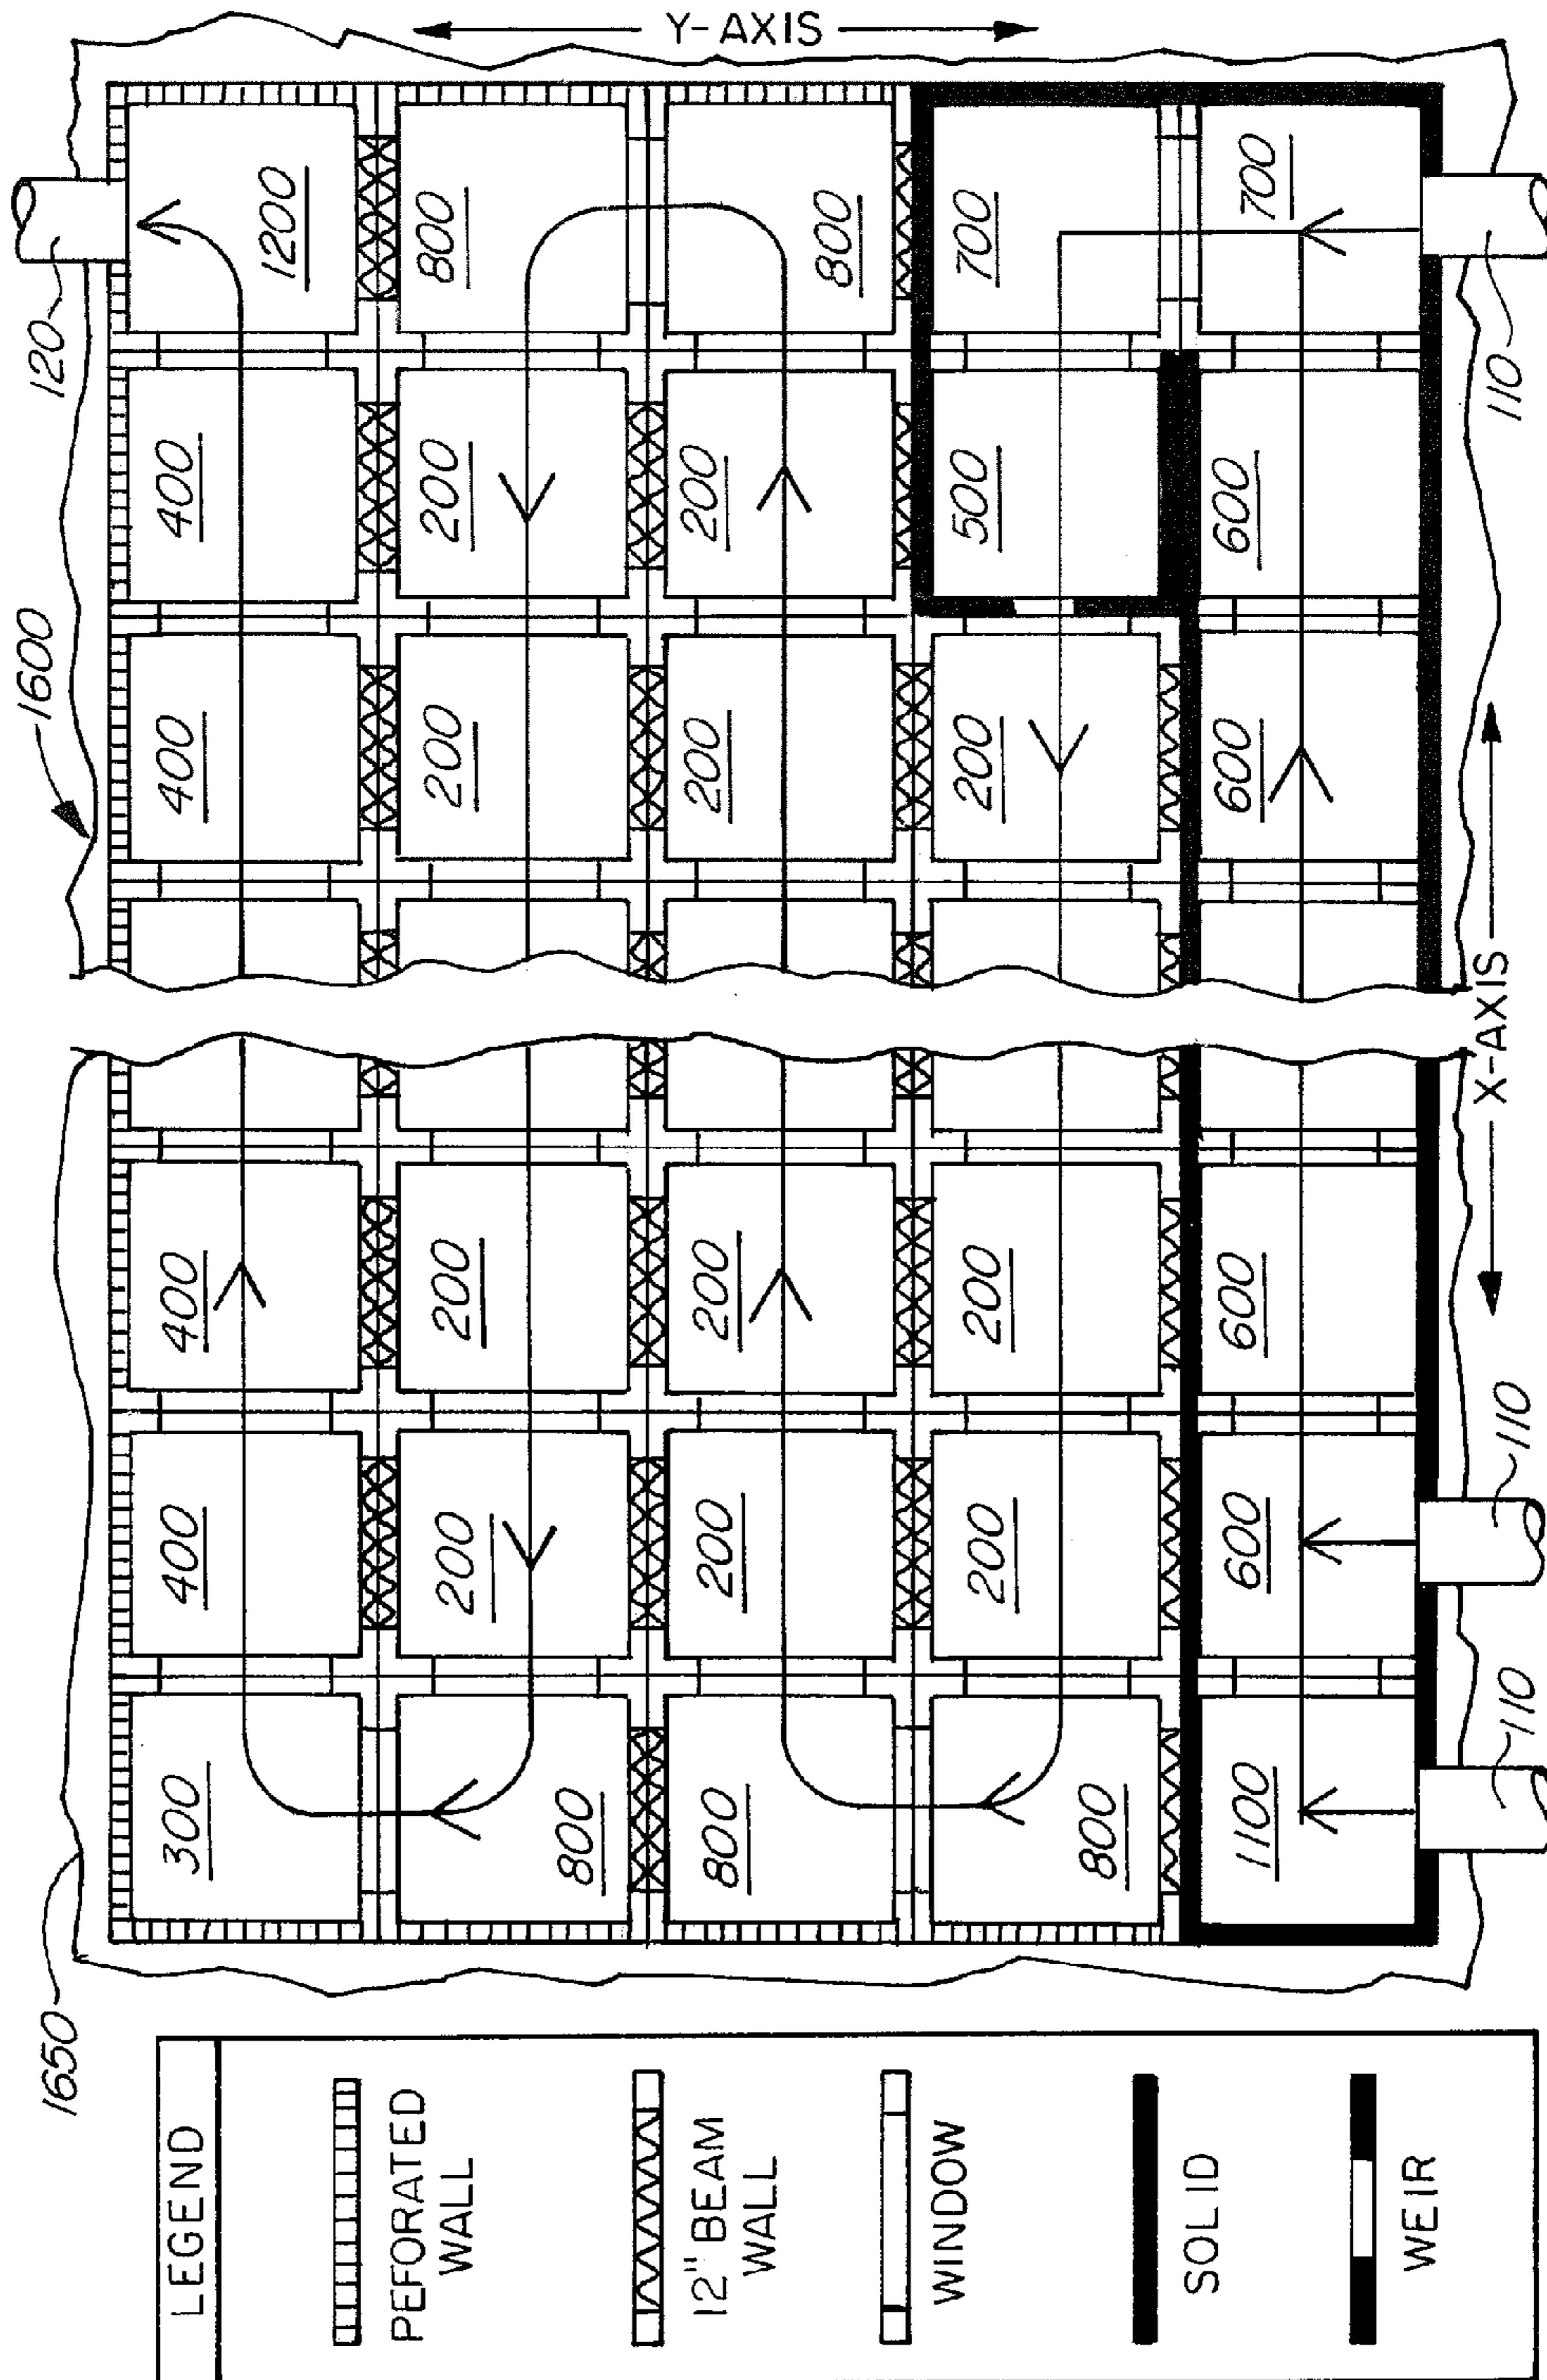 LEGEND
PEFORATED
WALL
12" BEAM
WALL
WINDOW
SOLID
WEIR
1650
1600
120
300 400 400 400 400 1200
800 200 200 200 200 800
800 200 200 200 200 800
800 200 200 200 500 700
1100 600 600 600 600 700
110 110 110
X-AXIS
Y-AXIS